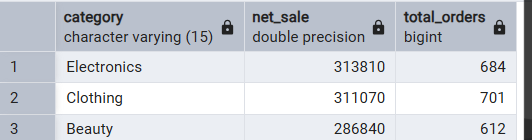 category net_sale total_orders
character varying (15) double precision bigint
1 Electronics 313810 684
2 Clothing 311070 701
3 Beauty 286840 612